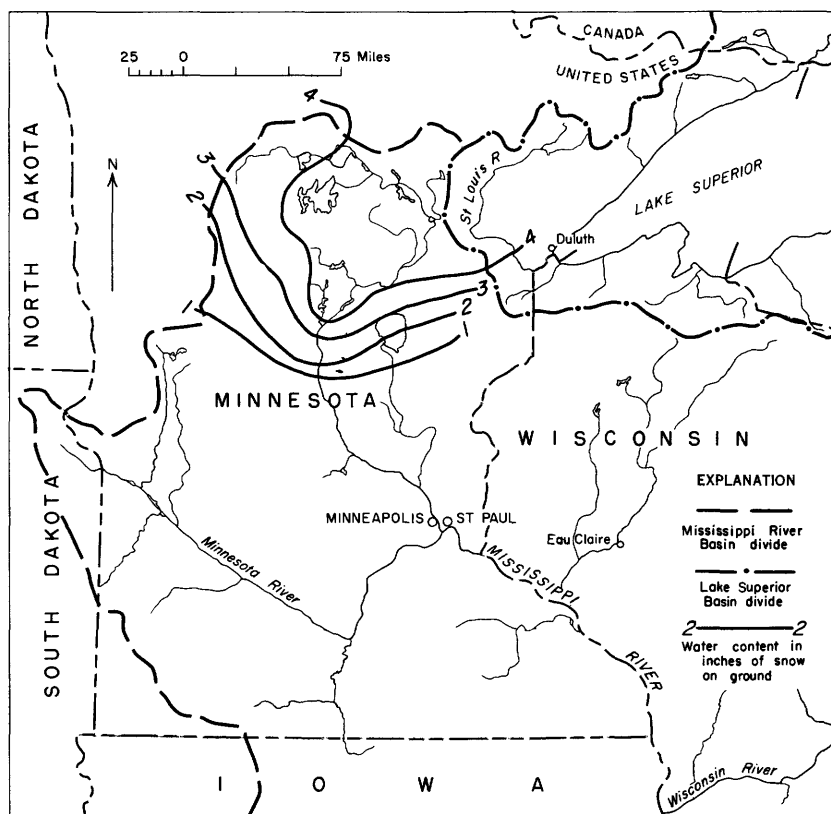 CANADA
UNITED STATES
25 0 75 Miles
4
3
2
N
NORTH DAKOTA
St Louis R
LAKE SUPERIOR
Duluth
4
3
2
MINNESOTA
WISCONSIN
SOUTH DAKOTA
MINNEAPOLIS
ST PAUL
Eau Claire
Minnesota River
MISSISSIPPI
RIVER
EXPLANATION
Mississippi River
Basin divide
Lake Superior
Basin divide
2 2
Water content in
inches of snow
on ground
IOWA
Wisconsin River